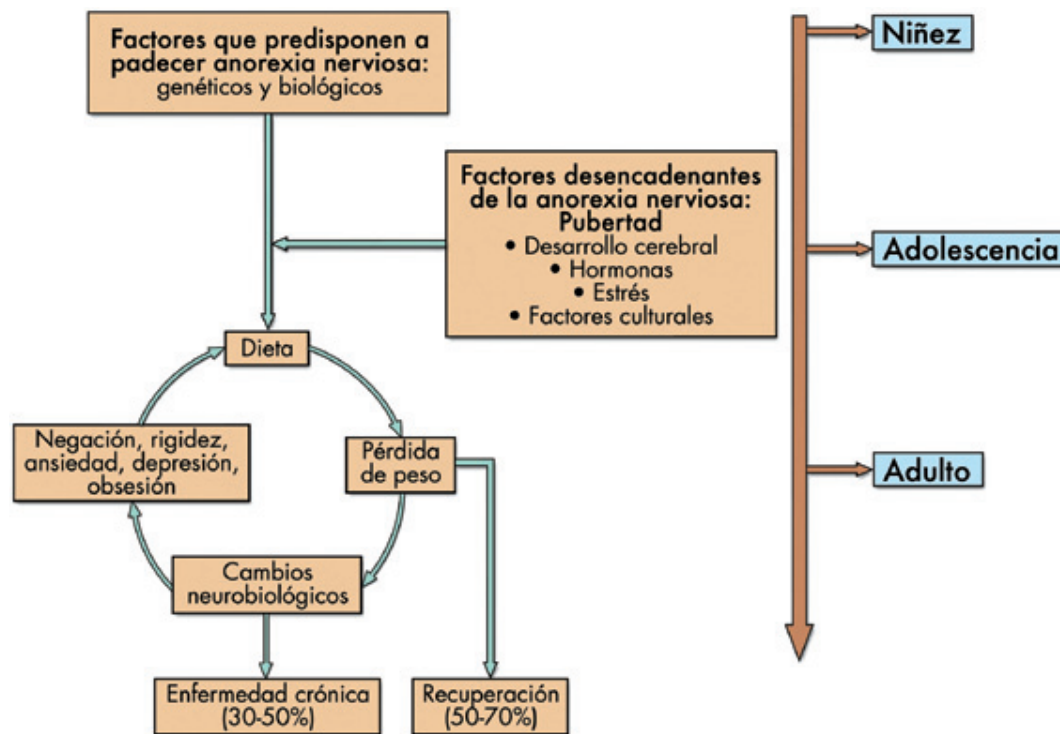 Factores que predisponen a
padecer anorexia nerviosa:
genéticos y biológicos
Niñez
Factores desencadenantes
de la anorexia nerviosa:
Pubertad
• Desarrollo cerebral
• Hormonas
• Estrés
• Factores culturales
Adolescencia
Dieta
Negación, rigidez,
ansiedad, depresión,
obsesión
Pérdida
de peso
Adulto
Cambios
neurobiológicos
Enfermedad crónica
(30-50%)
Recuperación
(50-70%)